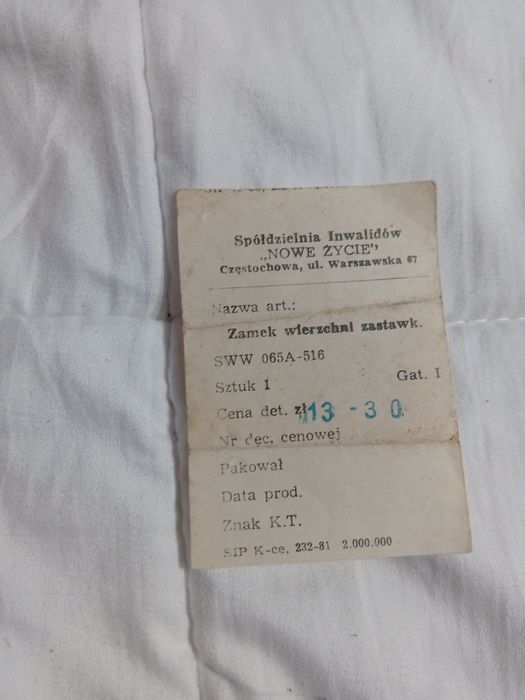 Spółdzielnia Inwalidów
„NOWE ŻYCIE”
Częstochowa, ul. Warszawska 67
Nazwa art.:
Zamek wierzchni zastawk.
SWW 065A-516
Sztuk 1 Gat. I
Cena det. zł 13 - 30
Nr dec. cenowej
Pakował
Data prod.
Znak K.T.
SIP K-ce, 232-81 2.000.000